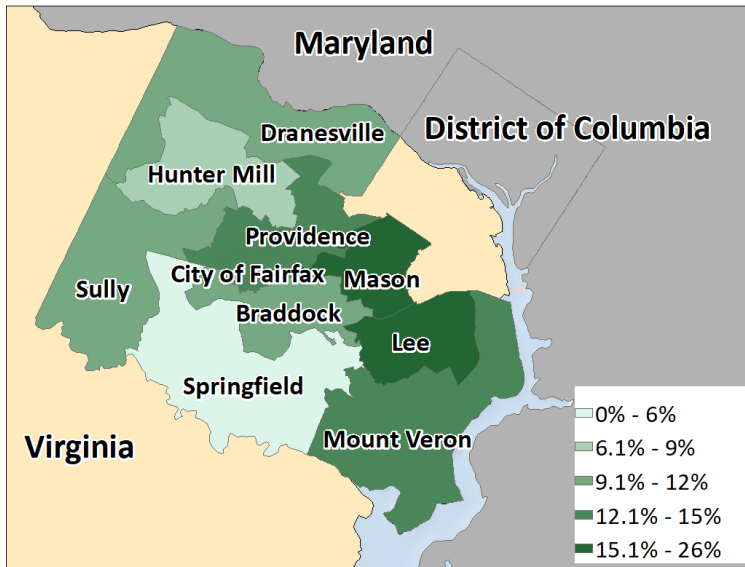 Maryland
District of Columbia
Dranesville
Hunter Mill
Providence
City of Fairfax
Mason
Sully
Braddock
Lee
Springfield
Mount Veron
Virginia
0% - 6%
6.1% - 9%
9.1% - 12%
12.1% - 15%
15.1% - 26%